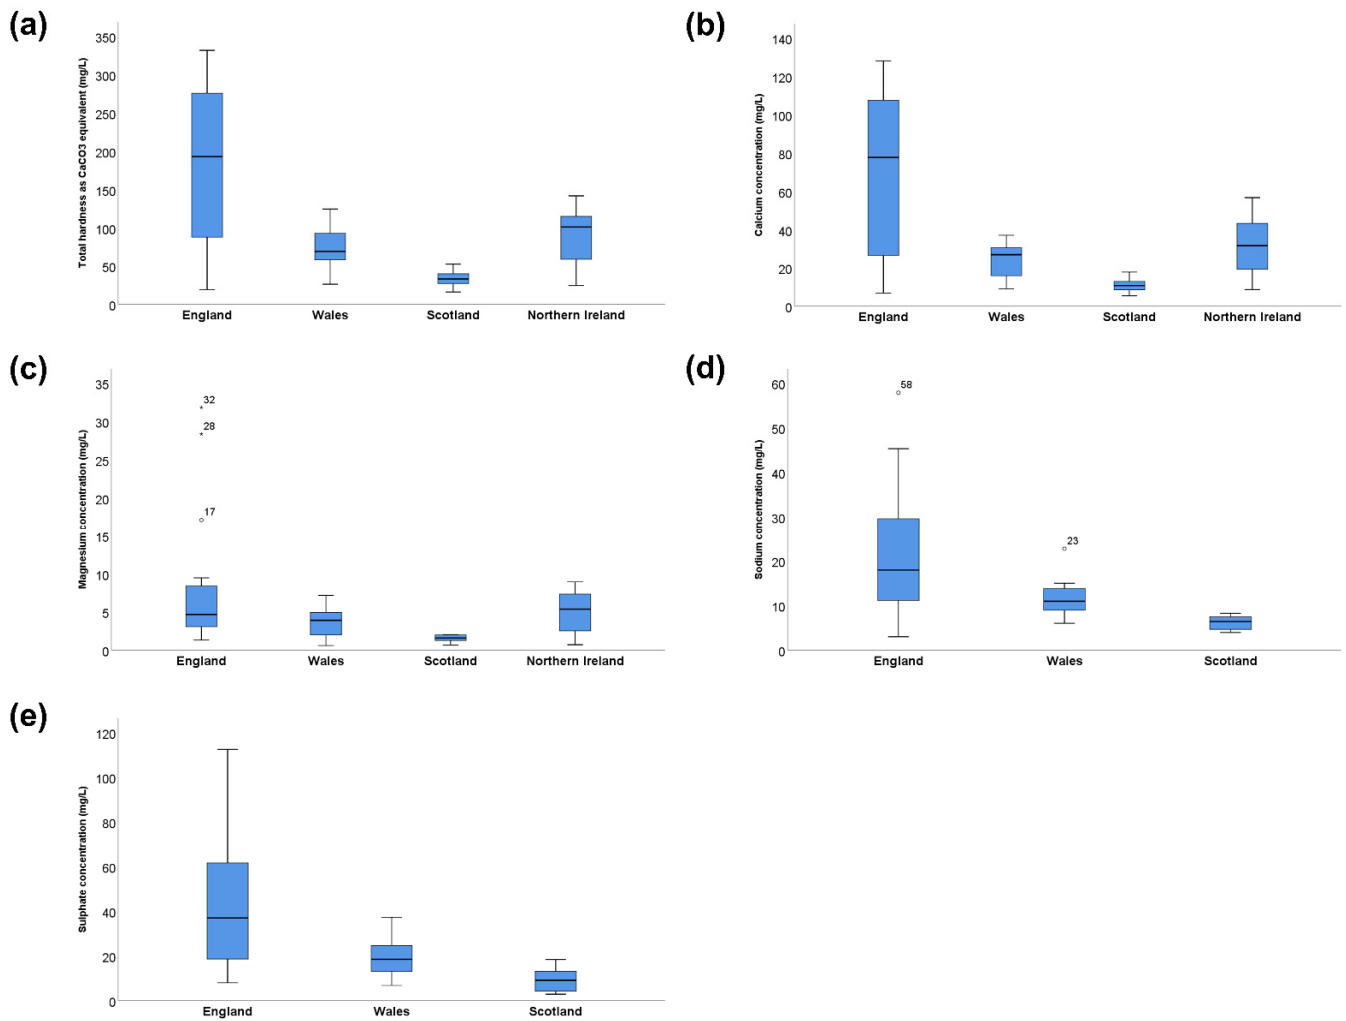 (a)
Total hardness as CaCO3 equivalent (mg/L)
350
300
250
200
150
100
50
0
England Wales Scotland Northern Ireland
(b)
Calcium concentration (mg/L)
140
120
100
80
60
40
20
0
England Wales Scotland Northern Ireland
(c)
Magnesium concentration (mg/L)
35
30
25
20
15
10
5
0
32
28
17
England Wales Scotland Northern Ireland
(d)
Sodium concentration (mg/L)
60
50
40
30
20
10
0
58
23
England Wales Scotland
(e)
Sulphate concentration (mg/L)
120
100
80
60
40
20
0
England Wales Scotland